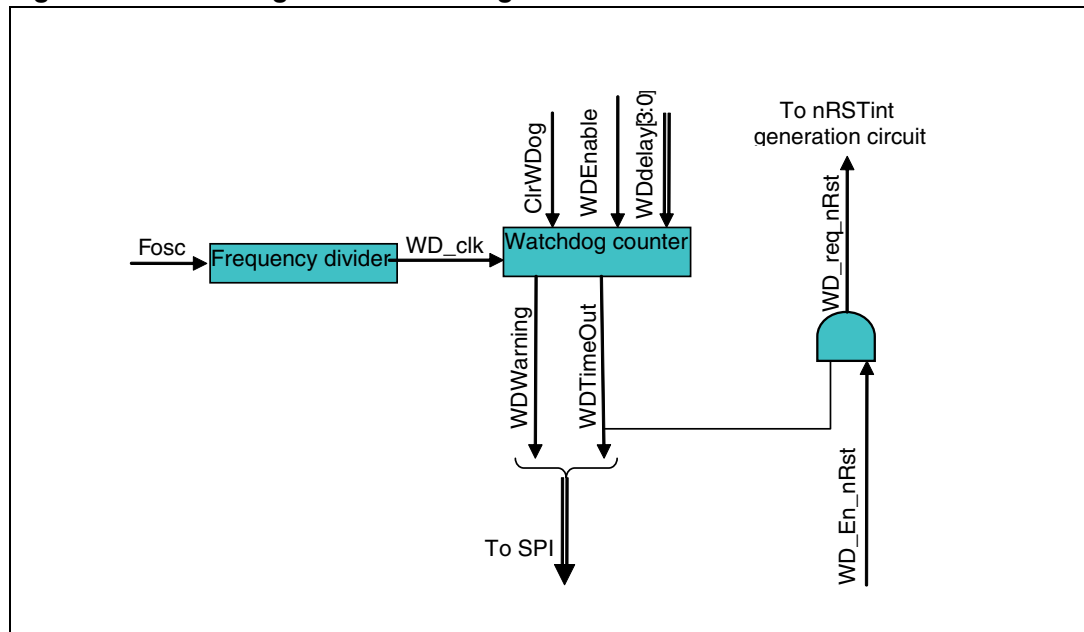 To nRSTint
generation circuit
ClrWDog
WDEnable
WDdelay[3:0]
WD_req_nRst
Fosc
Frequency divider
WD_clk
Watchdog counter
WDWarning
WDTimeOut
WD_En_nRst
To SPI